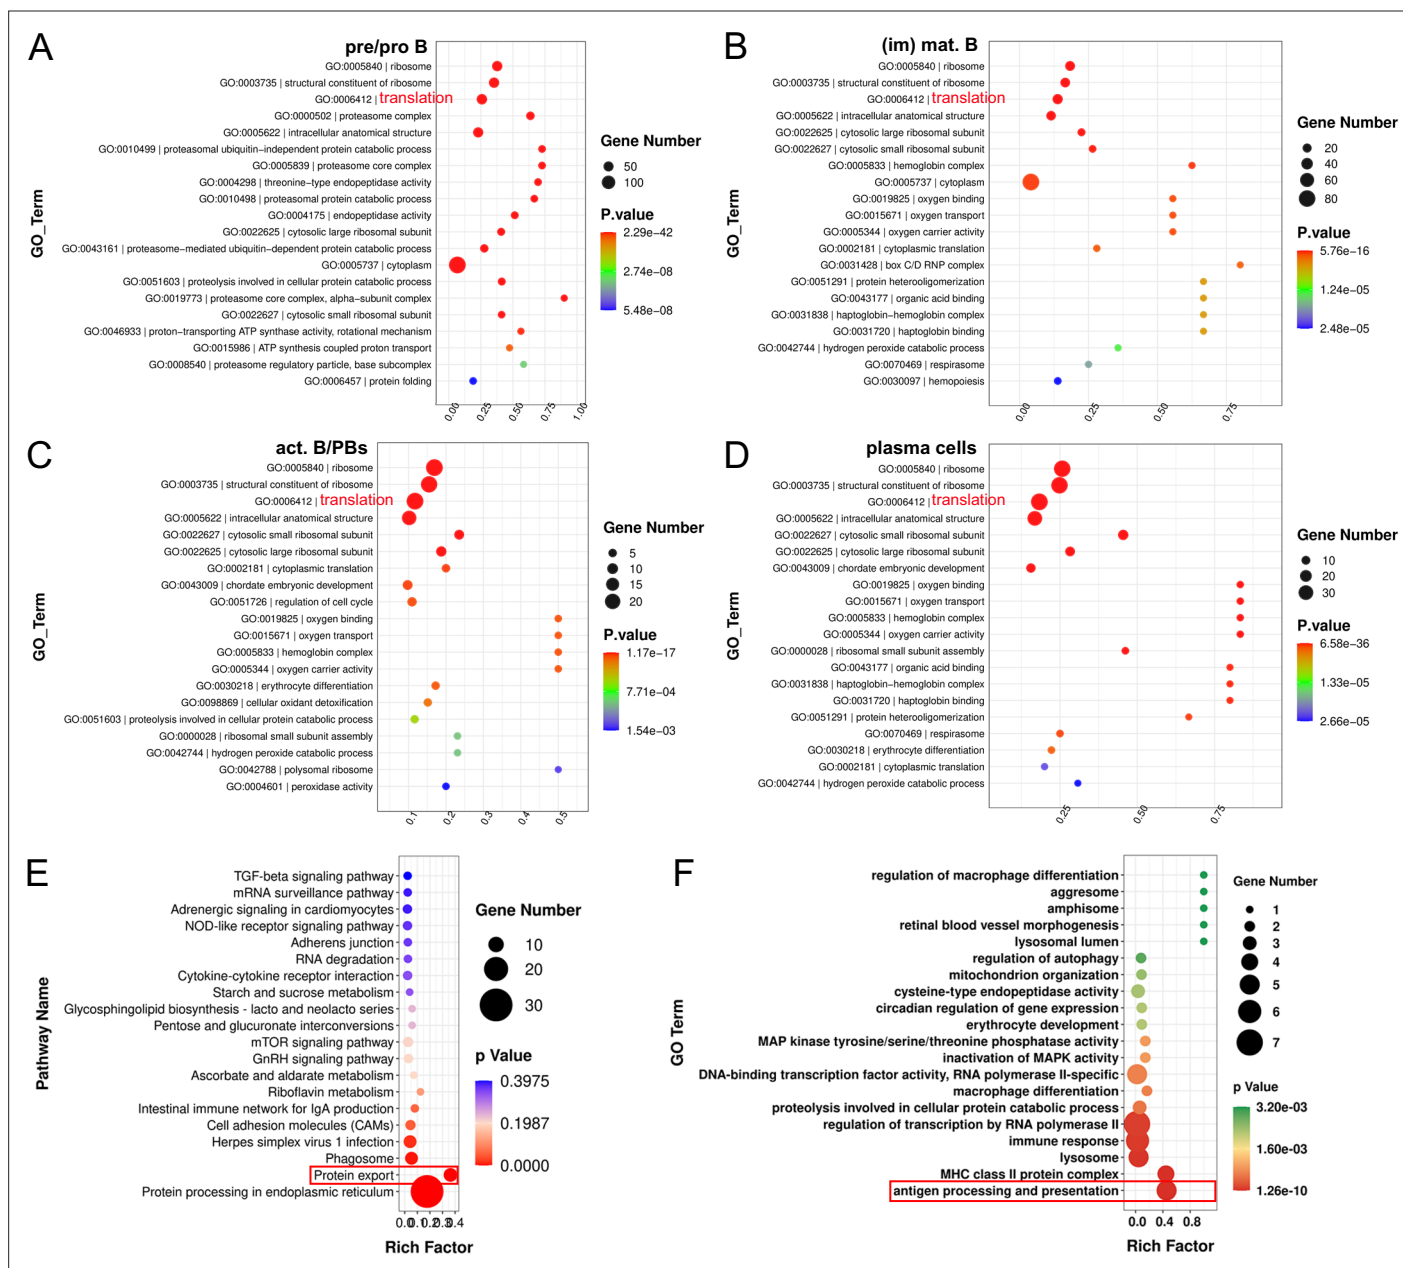 A
pre/pro B
GO_Term
GO:0005840 | ribosome
GO:0003735 | structural constituent of ribosome
GO:0006412 | translation
GO:0000502 | proteasome complex
GO:0005622 | intracellular anatomical structure
GO:0010499 | proteasomal ubiquitin−independent protein catabolic process
GO:0005839 | proteasome core complex
GO:0004298 | threonine−type endopeptidase activity
GO:0010498 | proteasomal protein catabolic process
GO:0004175 | endopeptidase activity
GO:0022625 | cytosolic large ribosomal subunit
GO:0043161 | proteasome−mediated ubiquitin−dependent protein catabolic process
GO:0005737 | cytoplasm
GO:0051603 | proteolysis involved in cellular protein catabolic process
GO:0019773 | proteasome core complex, alpha−subunit complex
GO:0022627 | cytosolic small ribosomal subunit
GO:0046933 | proton−transporting ATP synthase activity, rotational mechanism
GO:0015986 | ATP synthesis coupled proton transport
GO:0008540 | proteasome regulatory particle, base subcomplex
GO:0006457 | protein folding
0.00 0.25 0.50 0.75 1.00
Gene Number
50
100
P.value
2.29e−42
2.74e−08
5.48e−08
B
(im) mat. B
GO_Term
GO:0005840 | ribosome
GO:0003735 | structural constituent of ribosome
GO:0006412 | translation
GO:0005622 | intracellular anatomical structure
GO:0022625 | cytosolic large ribosomal subunit
GO:0022627 | cytosolic small ribosomal subunit
GO:0005833 | hemoglobin complex
GO:0005737 | cytoplasm
GO:0019825 | oxygen binding
GO:0015671 | oxygen transport
GO:0005344 | oxygen carrier activity
GO:0002181 | cytoplasmic translation
GO:0031428 | box C/D RNP complex
GO:0051291 | protein heterooligomerization
GO:0043177 | organic acid binding
GO:0031838 | haptoglobin−hemoglobin complex
GO:0031720 | haptoglobin binding
GO:0042744 | hydrogen peroxide catabolic process
GO:0070469 | respirasome
GO:0030097 | hemopoiesis
0.00 0.25 0.50 0.75
Gene Number
20
40
60
80
P.value
5.76e−16
1.24e−05
2.48e−05
C
act. B/PBs
GO_Term
GO:0005840 | ribosome
GO:0003735 | structural constituent of ribosome
GO:0006412 | translation
GO:0005622 | intracellular anatomical structure
GO:0022627 | cytosolic small ribosomal subunit
GO:0022625 | cytosolic large ribosomal subunit
GO:0002181 | cytoplasmic translation
GO:0043009 | chordate embryonic development
GO:0051726 | regulation of cell cycle
GO:0019825 | oxygen binding
GO:0015671 | oxygen transport
GO:0005833 | hemoglobin complex
GO:0005344 | oxygen carrier activity
GO:0030218 | erythrocyte differentiation
GO:0098869 | cellular oxidant detoxification
GO:0051603 | proteolysis involved in cellular protein catabolic process
GO:0000028 | ribosomal small subunit assembly
GO:0042744 | hydrogen peroxide catabolic process
GO:0042788 | polysomal ribosome
GO:0004601 | peroxidase activity
0.1 0.2 0.3 0.4 0.5
Gene Number
5
10
15
20
P.value
1.17e−17
7.71e−04
1.54e−03
D
plasma cells
GO_Term
GO:0005840 | ribosome
GO:0003735 | structural constituent of ribosome
GO:0006412 | translation
GO:0005622 | intracellular anatomical structure
GO:0022627 | cytosolic small ribosomal subunit
GO:0022625 | cytosolic large ribosomal subunit
GO:0043009 | chordate embryonic development
GO:0019825 | oxygen binding
GO:0015671 | oxygen transport
GO:0005833 | hemoglobin complex
GO:0005344 | oxygen carrier activity
GO:0000028 | ribosomal small subunit assembly
GO:0043177 | organic acid binding
GO:0031838 | haptoglobin−hemoglobin complex
GO:0031720 | haptoglobin binding
GO:0051291 | protein heterooligomerization
GO:0070469 | respirasome
GO:0030218 | erythrocyte differentiation
GO:0002181 | cytoplasmic translation
GO:0042744 | hydrogen peroxide catabolic process
0.25 0.50 0.75
Gene Number
10
20
30
P.value
6.58e−36
1.33e−05
2.66e−05
E
Pathway Name
TGF-beta signaling pathway
mRNA surveillance pathway
Adrenergic signaling in cardiomyocytes
NOD-like receptor signaling pathway
Adherens junction
RNA degradation
Cytokine-cytokine receptor interaction
Starch and sucrose metabolism
Glycosphingolipid biosynthesis - lacto and neolacto series
Pentose and glucuronate interconversions
mTOR signaling pathway
GnRH signaling pathway
Ascorbate and aldarate metabolism
Riboflavin metabolism
Intestinal immune network for IgA production
Cell adhesion molecules (CAMs)
Herpes simplex virus 1 infection
Phagosome
Protein export
Protein processing in endoplasmic reticulum
0.0 0.1 0.2 0.3 0.4
Rich Factor
Gene Number
10
20
30
p Value
0.3975
0.1987
0.0000
F
GO Term
regulation of macrophage differentiation
aggresome
amphisome
retinal blood vessel morphogenesis
lysosomal lumen
regulation of autophagy
mitochondrion organization
cysteine-type endopeptidase activity
circadian regulation of gene expression
erythrocyte development
MAP kinase tyrosine/serine/threonine phosphatase activity
inactivation of MAPK activity
DNA-binding transcription factor activity, RNA polymerase II-specific
macrophage differentiation
proteolysis involved in cellular protein catabolic process
regulation of transcription by RNA polymerase II
immune response
lysosome
MHC class II protein complex
antigen processing and presentation
0.0 0.4 0.8
Rich Factor
Gene Number
1
2
3
4
5
6
7
p Value
3.20e-03
1.60e-03
1.26e-10